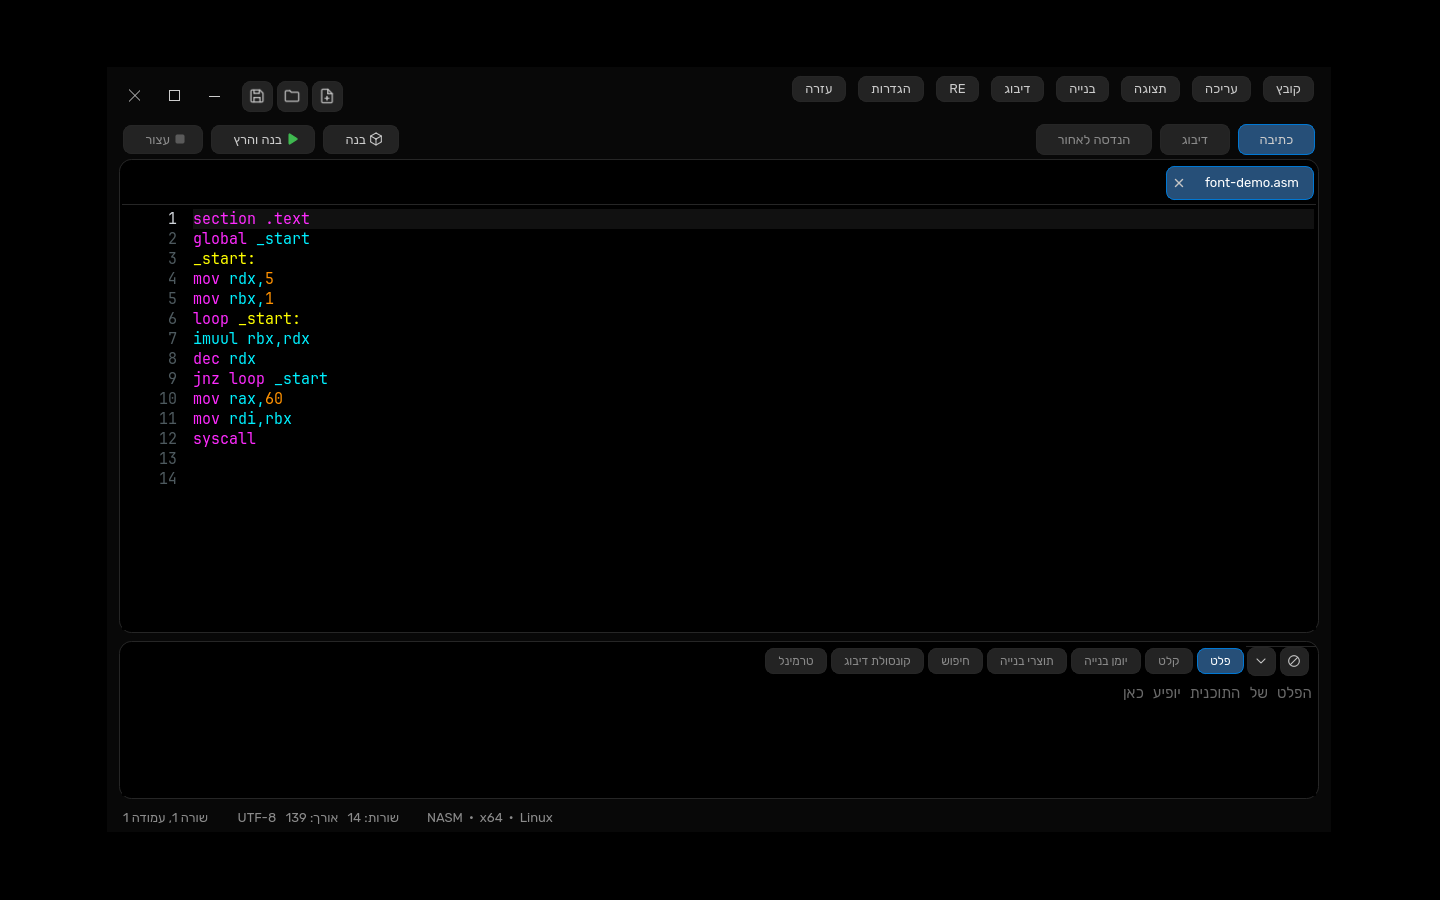 קובץ עריכה תצוגה בנייה דיבוג RE הגדרות עזרה
כתיבה דיבוג הנדסה לאחור בנה בנה והרץ עצור
font-demo.asm
1 section .text
2 global _start
3 _start:
4 mov rdx,5
5 mov rbx,1
6 loop _start:
7 imuul rbx,rdx
8 dec rdx
9 jnz loop _start
10 mov rax,60
11 mov rdi,rbx
12 syscall
13
14
פלט קלט יומן בנייה תוצרי בנייה חיפוש קונסולת דיבוג טרמינל
הפלט של התוכנית יופיע כאן
שורה 1, עמודה 1 UTF-8 אורך: 139 שורות: 14 NASM • x64 • Linux